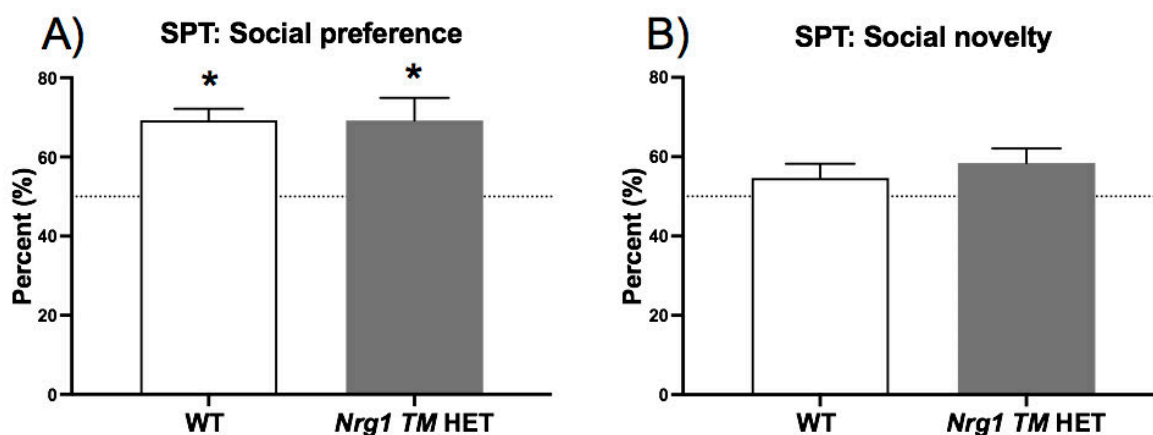 A)
SPT: Social preference
Percent (%)
80
60
40
20
0
*
*
WT
Nrg1 TM HET
B)
SPT: Social novelty
Percent (%)
80
60
40
20
0
WT
Nrg1 TM HET